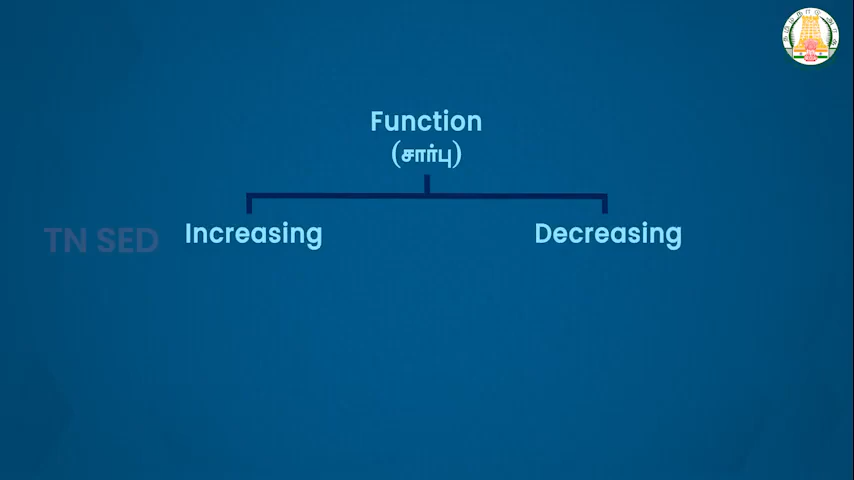 Function
(சார்பு)
TN SED
Increasing
Decreasing